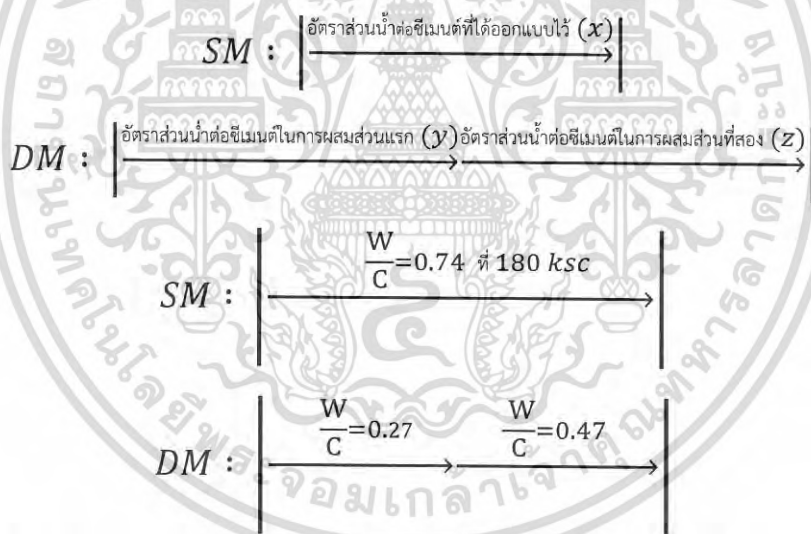 SM : อัตราส่วนน้ำต่อซีเมนต์ที่ได้ออกแบบไว้ (x)
DM : อัตราส่วนน้ำต่อซีเมนต์ในการผสมส่วนแรก (y) อัตราส่วนน้ำต่อซีเมนต์ในการผสมส่วนที่สอง (z)
SM : W/C=0.74 ที่ 180 ksc
DM : W/C=0.27 W/C=0.47